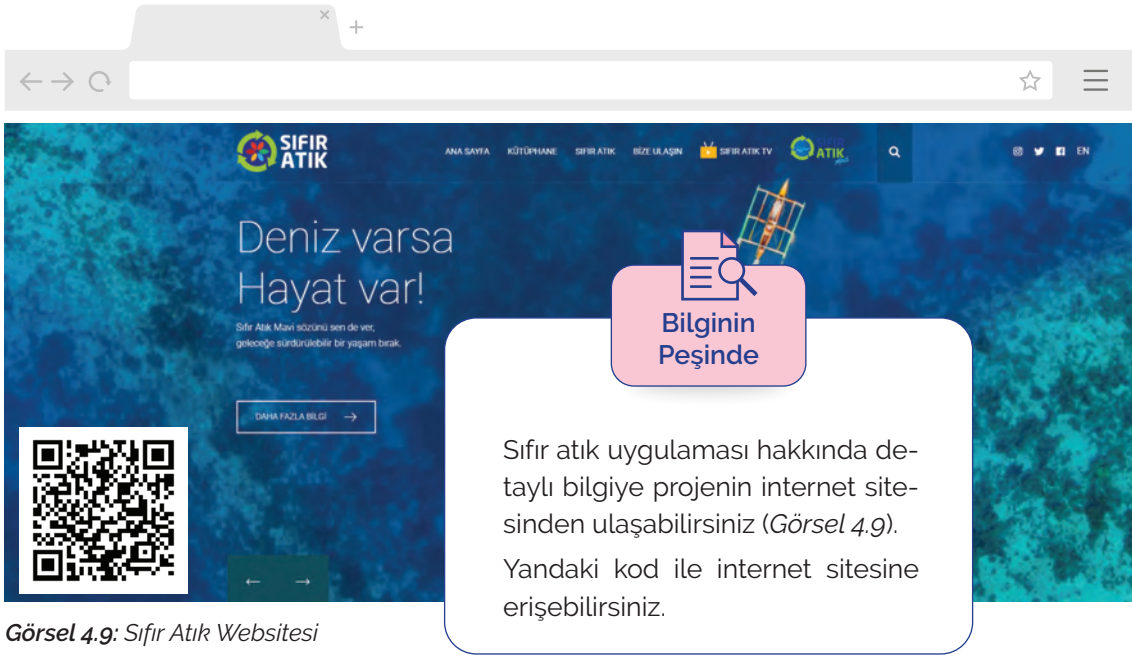 SIFIR
ATIK
ANA SAYFA KÜTÜPHANE SIFIR ATIK BİZE ULAŞIN SIFIR ATIK TV ATIK EN
Deniz varsa
Hayat var!
Sıfır Atık Mavi sözünü sen de ver,
geleceğe sürdürülebilir bir yaşam bırak.
DAHA FAZLA BİLGİ
Bilginin
Peşinde
Sıfır atık uygulaması hakkında de-
taylı bilgiye projenin internet site-
sinden ulaşabilirsiniz (Görsel 4.9).
Yandaki kod ile internet sitesine
erişebilirsiniz.
Görsel 4.9: Sıfır Atık Websitesi